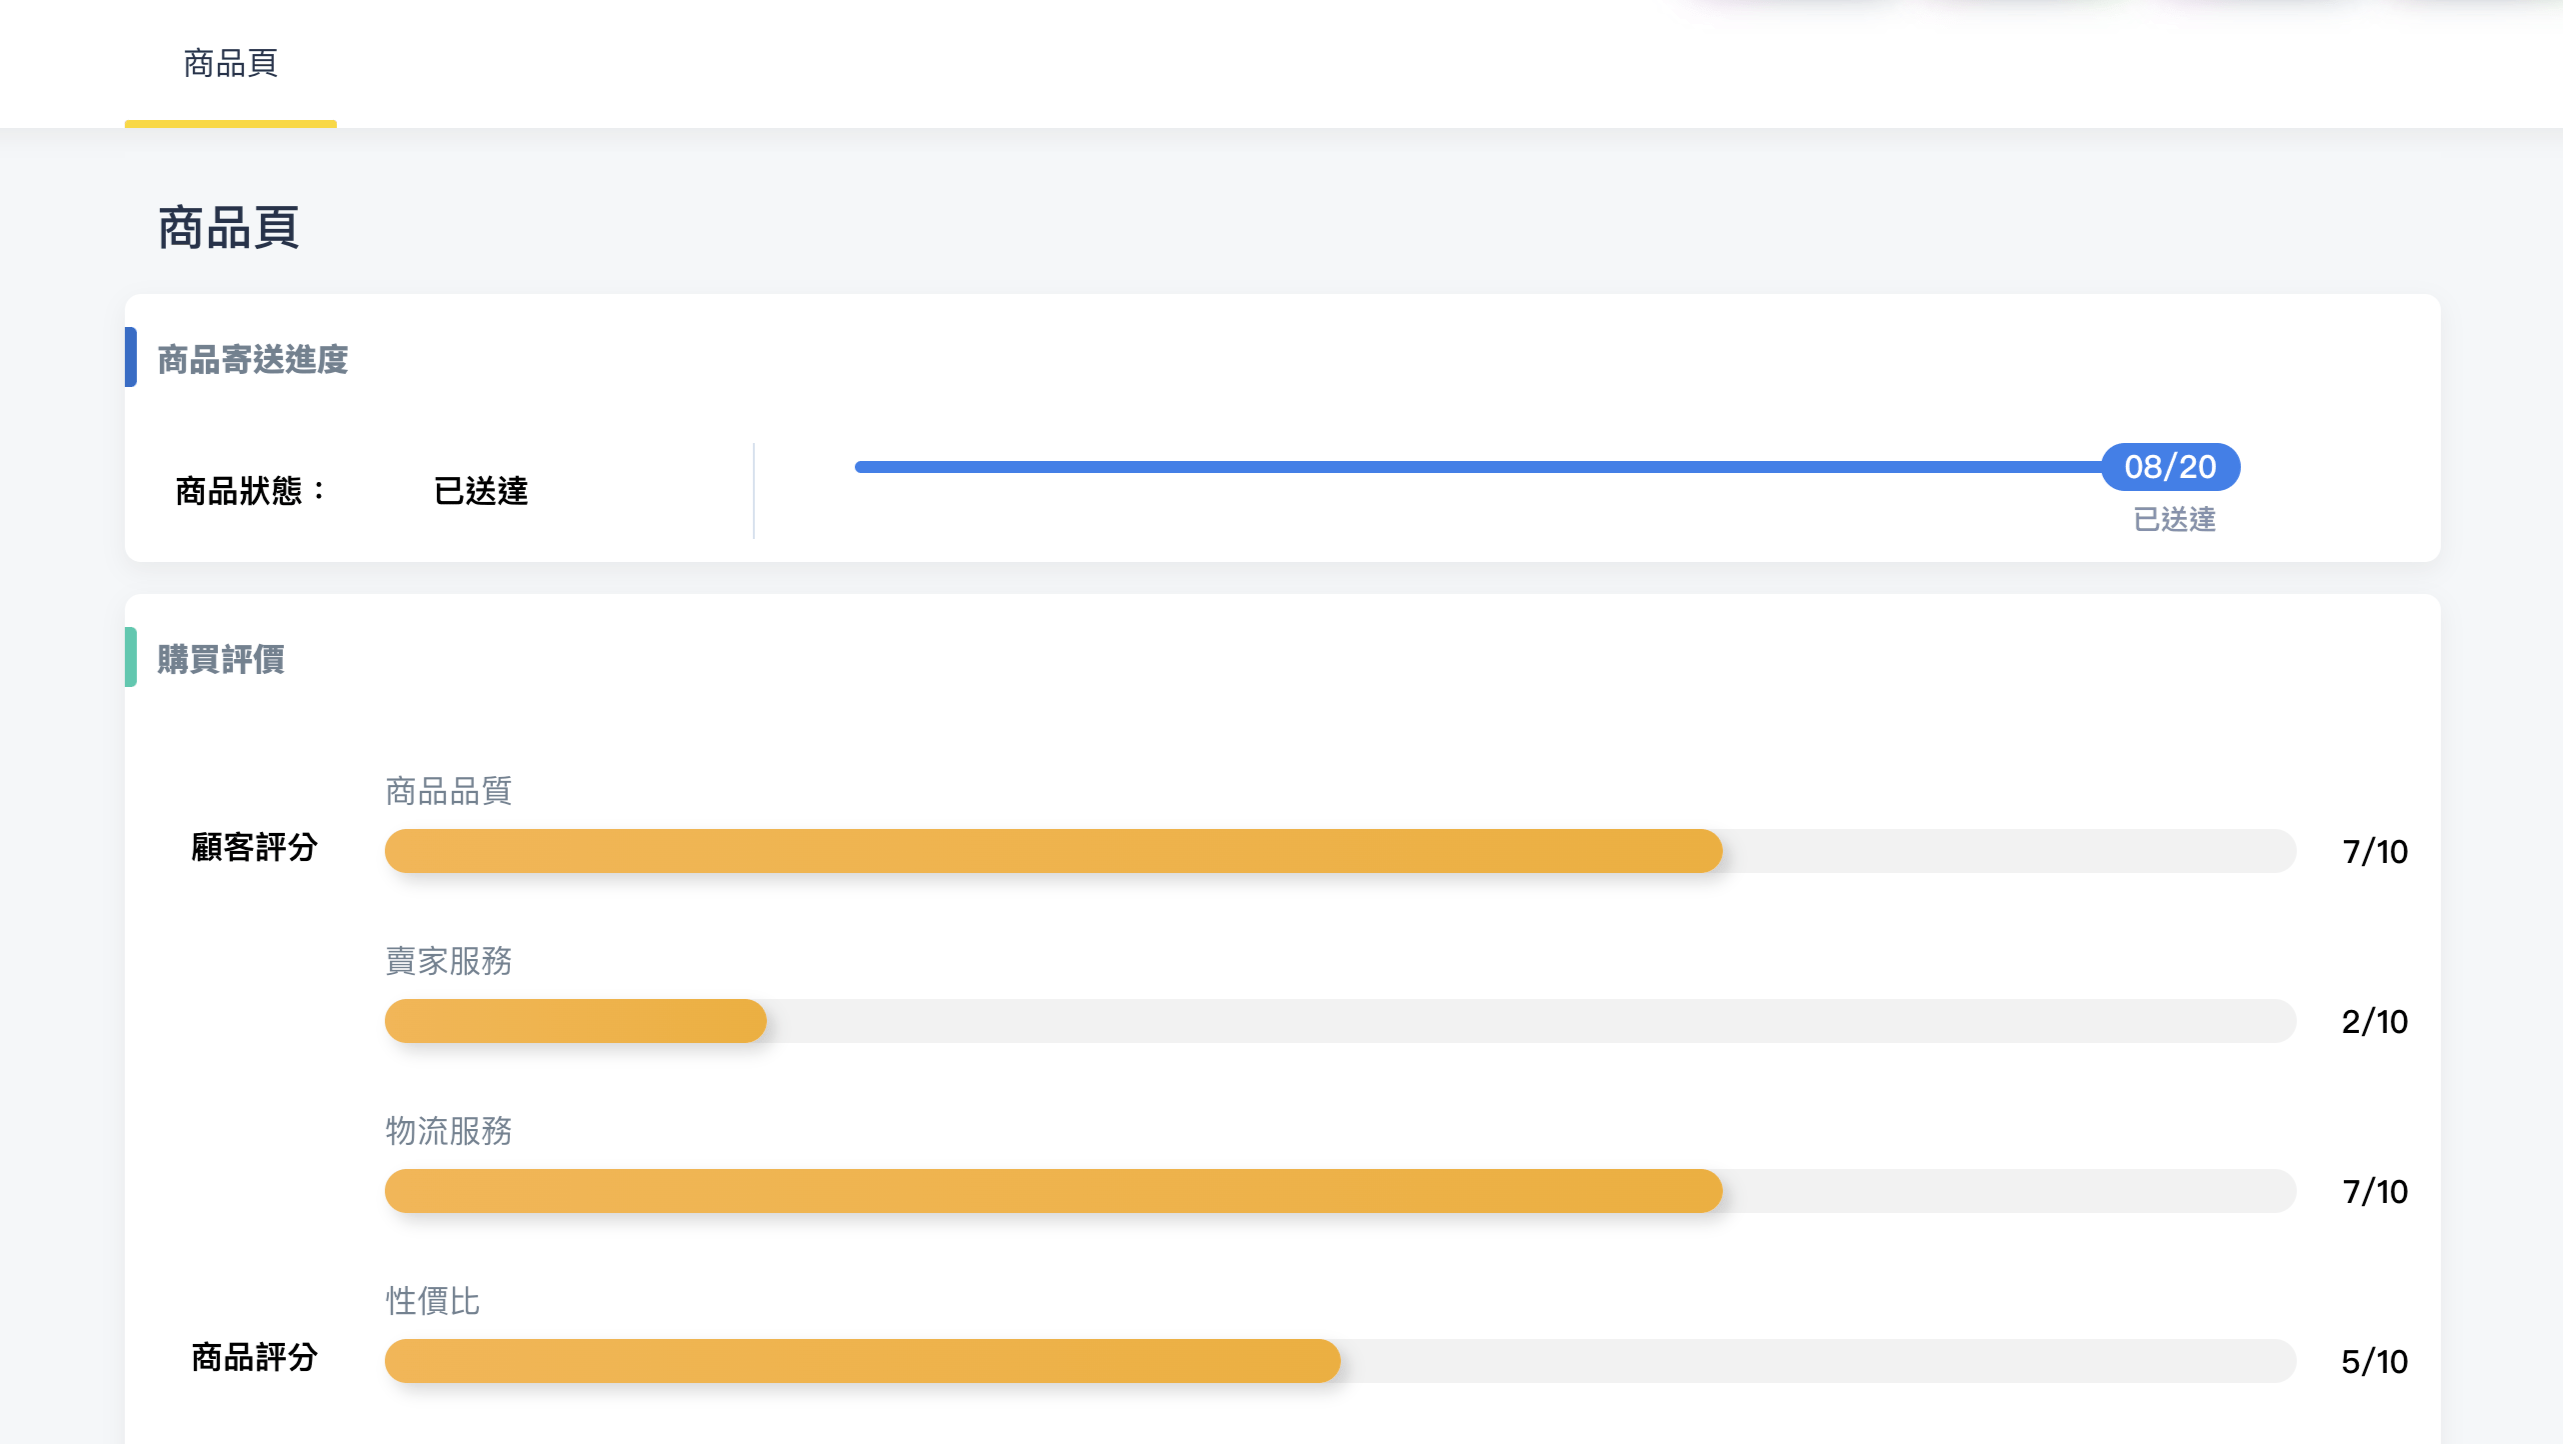 商品頁
商品頁
商品寄送進度
商品狀態：
已送達
08/20
已送達
購買評價
顧客評分
商品品質
7/10
賣家服務
2/10
物流服務
7/10
商品評分
性價比
5/10